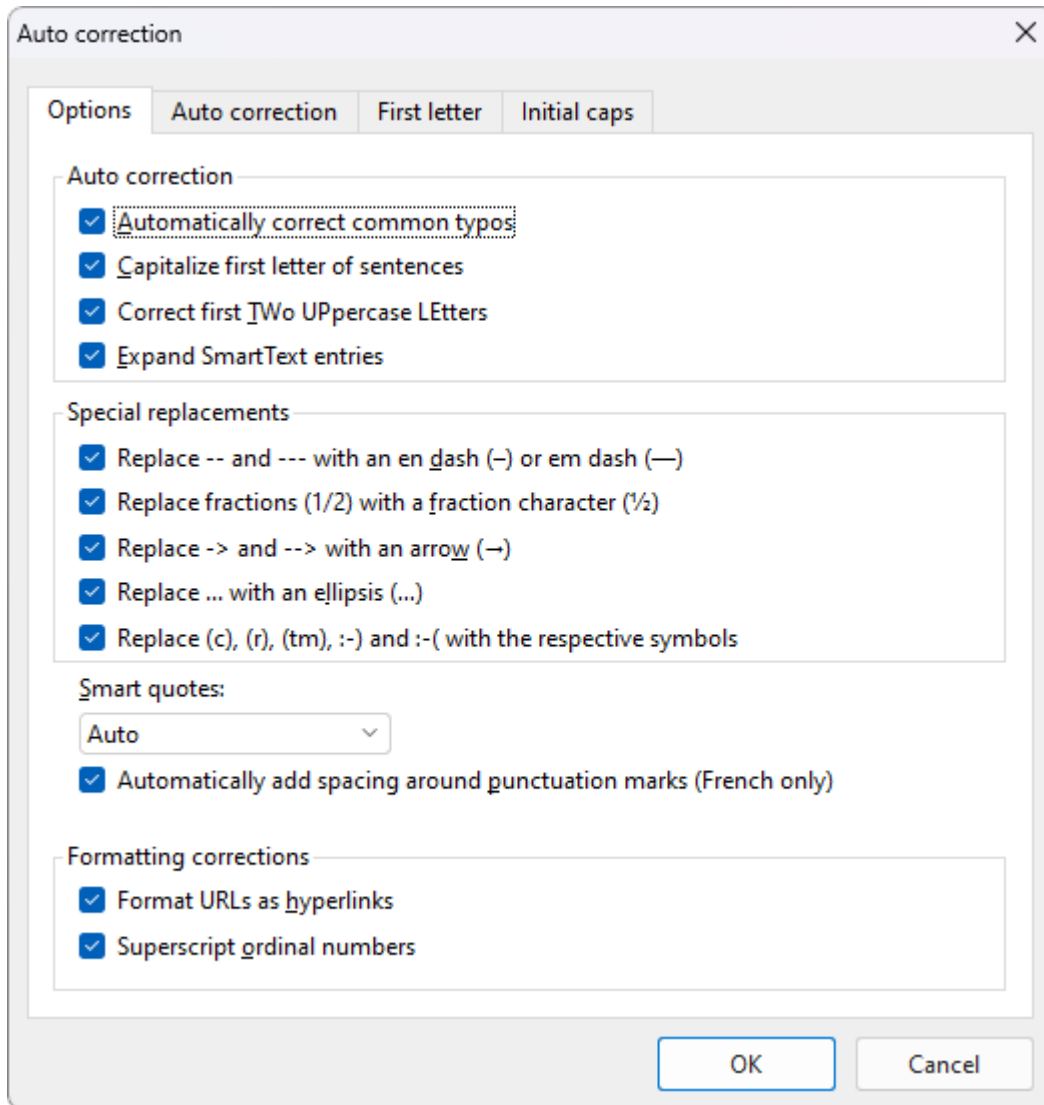 Auto correction
Options Auto correction First letter Initial caps
Auto correction
Automatically correct common typos
Capitalize first letter of sentences
Correct first TWo UPpercase LEtters
Expand SmartText entries
Special replacements
Replace -- and --- with an en dash (–) or em dash (—)
Replace fractions (1/2) with a fraction character (½)
Replace -> and --> with an arrow (→)
Replace ... with an ellipsis (…)
Replace (c), (r), (tm), :-) and :-( with the respective symbols
Smart quotes:
Auto
Automatically add spacing around punctuation marks (French only)
Formatting corrections
Format URLs as hyperlinks
Superscript ordinal numbers
OK Cancel